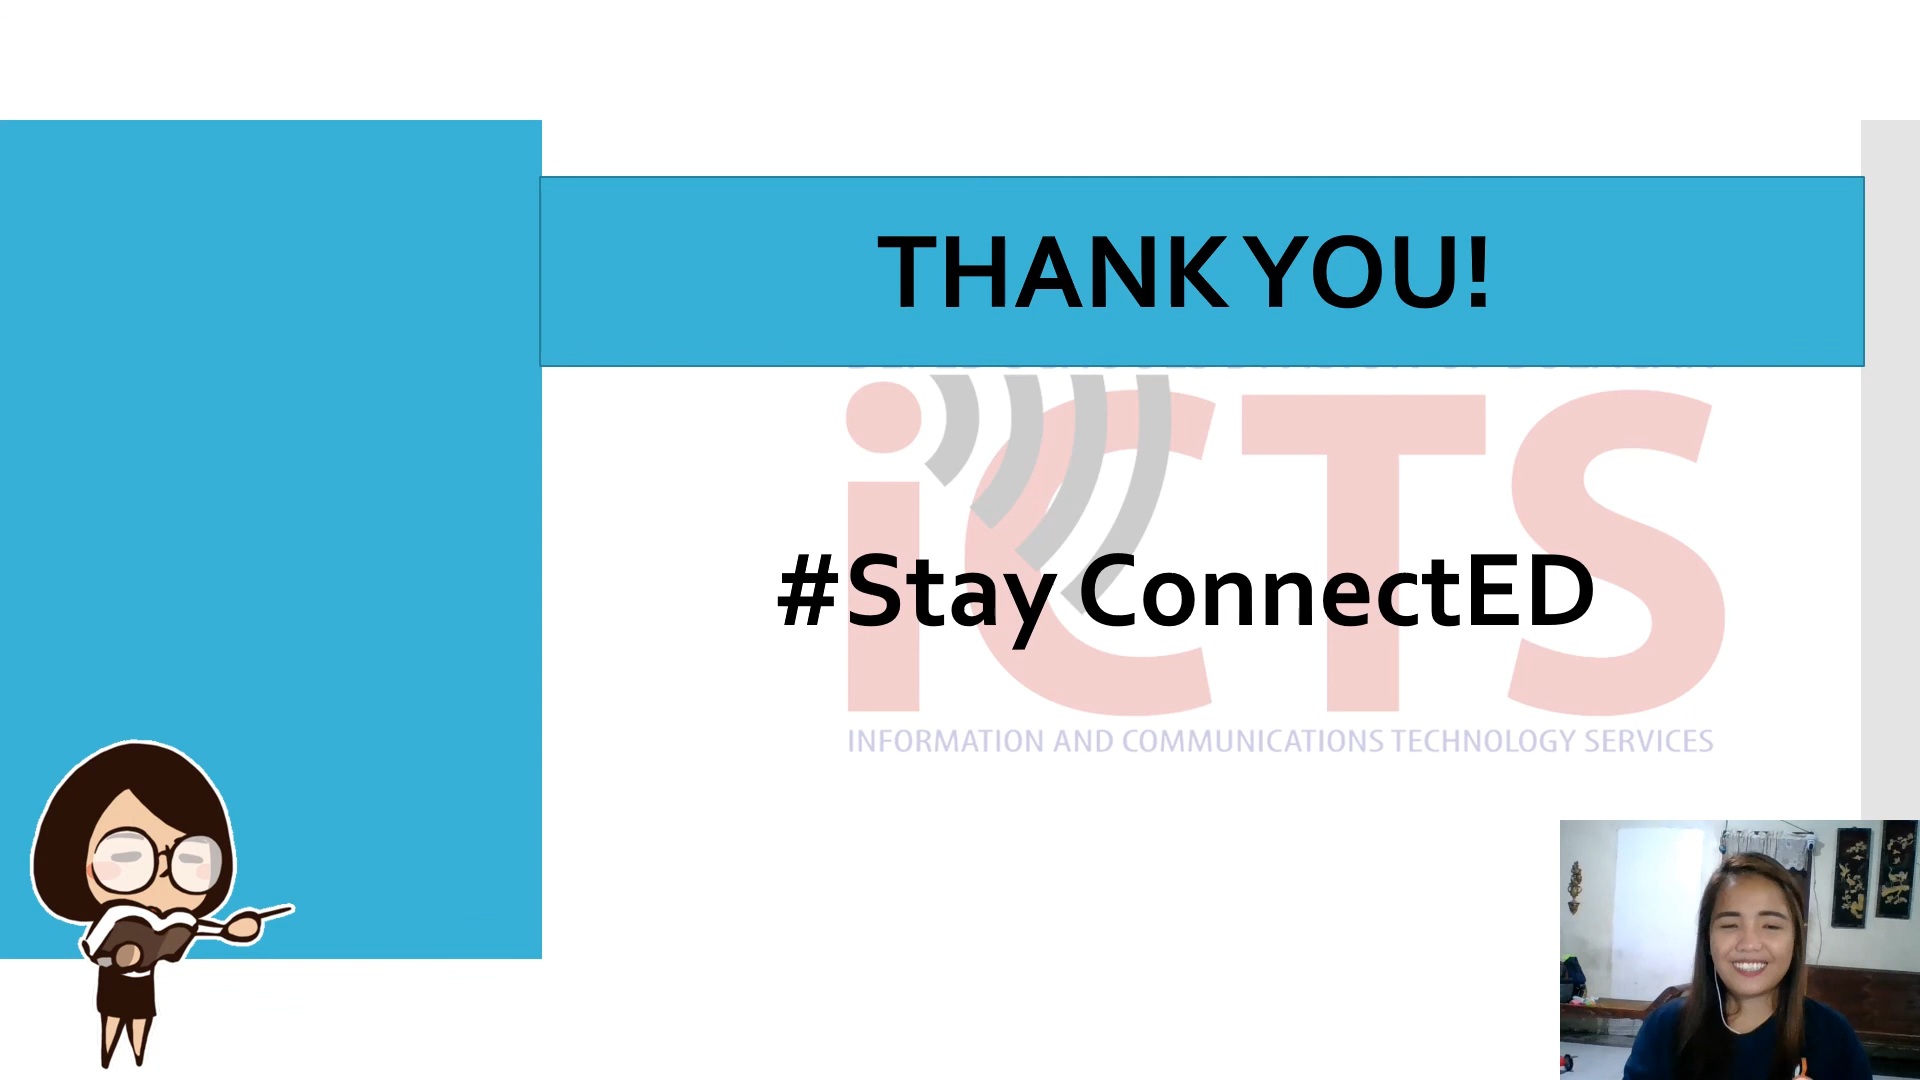 THANK YOU!
iCTS
#Stay ConnectED
INFORMATION AND COMMUNICATIONS TECHNOLOGY SERVICES